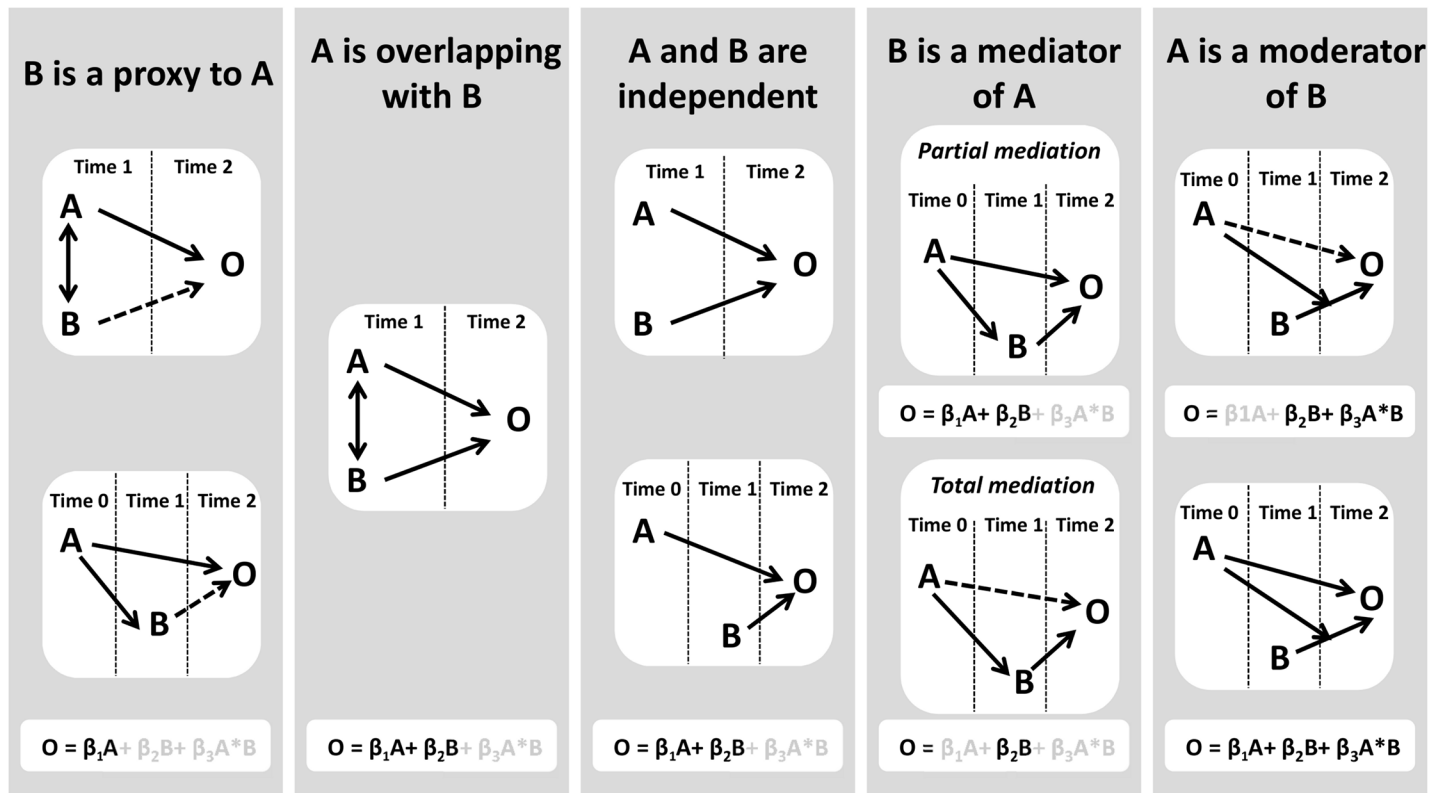 B is a proxy to A
Time 1 Time 2
A
O
B
Time 0 Time 1 Time 2
A
O
B
O = β₁A+ β₂B+ β₃A*B
A is overlapping
with B
Time 1 Time 2
A
O
B
O = β₁A+ β₂B+ β₃A*B
A and B are
independent
Time 1 Time 2
A
O
B
Time 0 Time 1 Time 2
A
O
B
O = β₁A+ β₂B+ β₃A*B
B is a mediator
of A
Partial mediation
Time 0 Time 1 Time 2
A
O
B
O = β₁A+ β₂B+ β₃A*B
Total mediation
Time 0 Time 1 Time 2
A
O
B
O = β₁A+ β₂B+ β₃A*B
A is a moderator
of B
Time 0 Time 1 Time 2
A
O
B
O = β1A+ β₂B+ β₃A*B
Time 0 Time 1 Time 2
A
O
B
O = β₁A+ β₂B+ β₃A*B